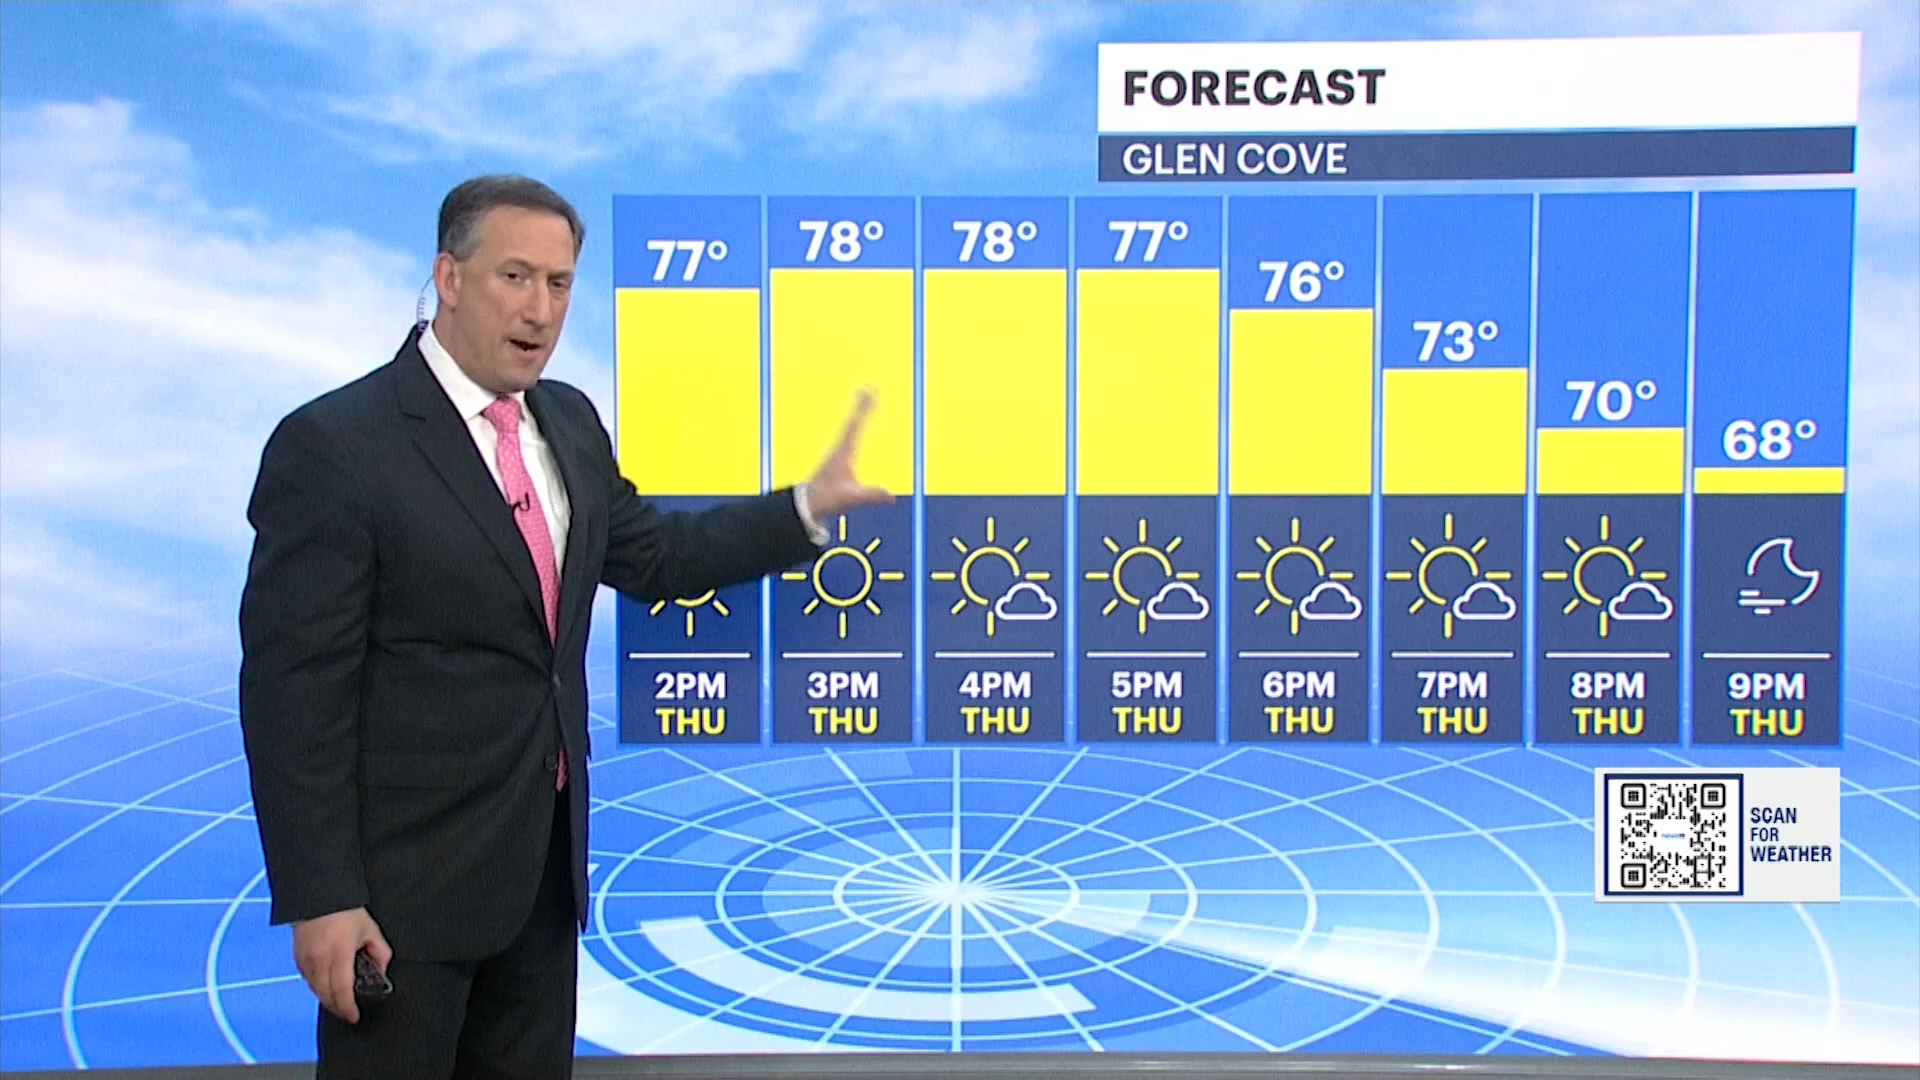 FORECAST
GLEN COVE
77° 78° 78° 77° 76° 73° 70° 68°
2PM 3PM 4PM 5PM 6PM 7PM 8PM 9PM
THU THU THU THU THU THU THU THU
SCAN
FOR
WEATHER